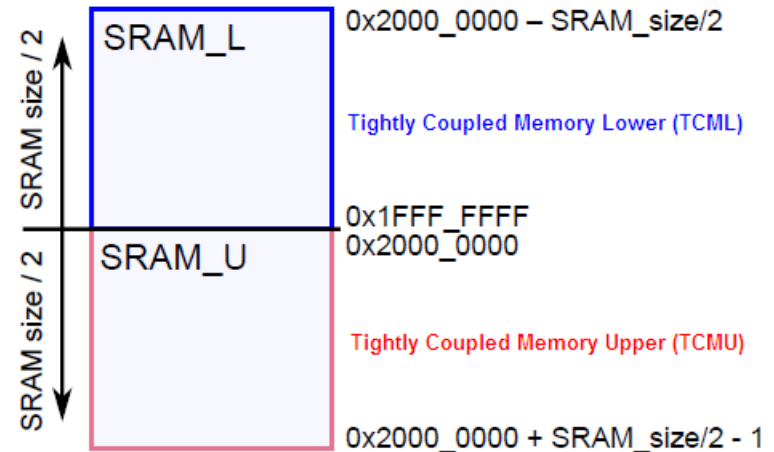 SRAM size / 2
SRAM_L
0x2000_0000 – SRAM_size/2
Tightly Coupled Memory Lower (TCML)
0x1FFF_FFFF
0x2000_0000
SRAM size / 2
SRAM_U
Tightly Coupled Memory Upper (TCMU)
0x2000_0000 + SRAM_size/2 - 1